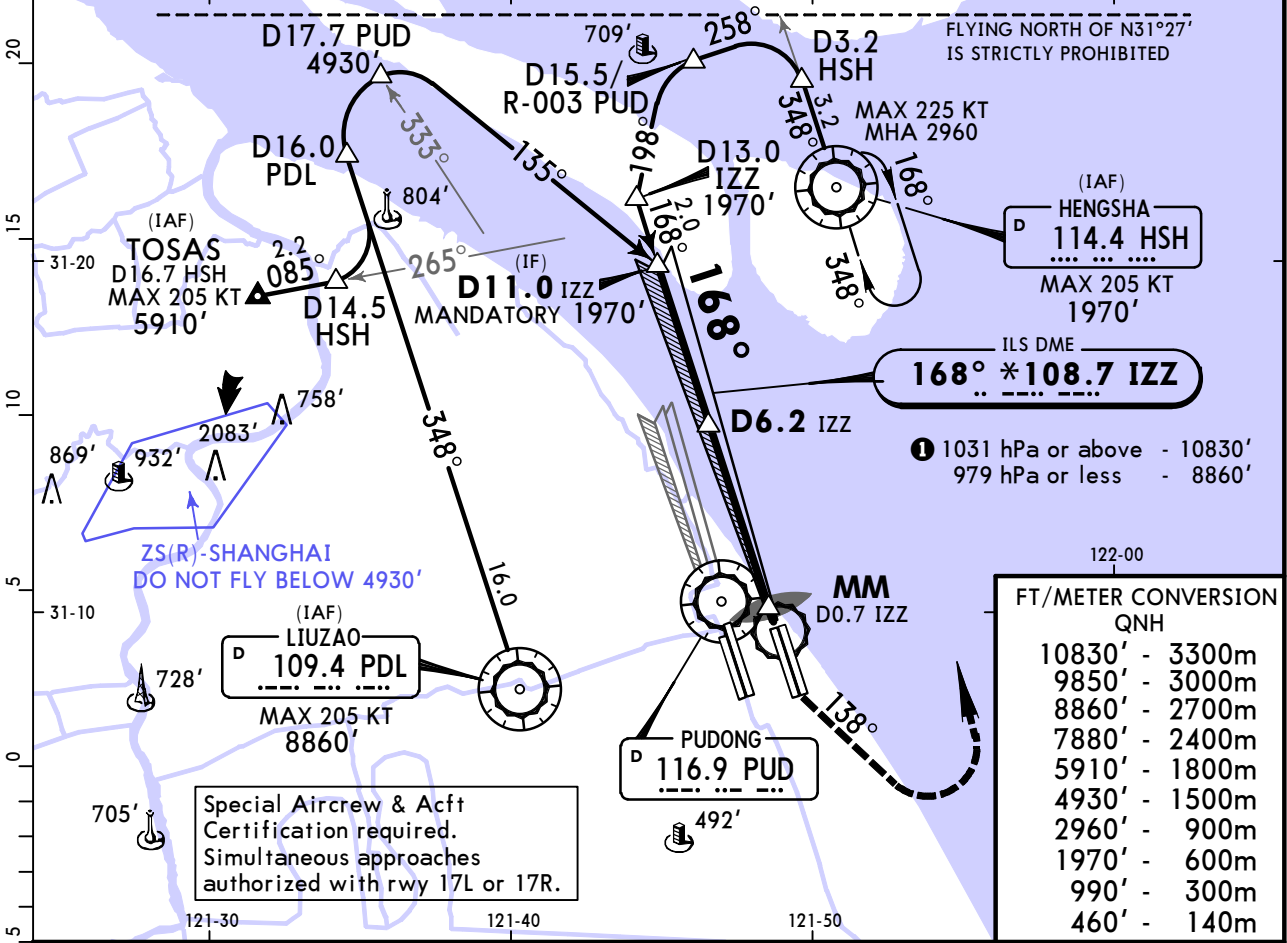 20
15
10
5
0
5
31-20
31-10
D17.7 PUD
4930'
709'
258°
FLYING NORTH OF N31°27'
IS STRICTLY PROHIBITED
D15.5/
R-003 PUD
D3.2
HSH
3.2
348°
MAX 225 KT
MHA 2960
333°
135°
198°
D16.0
PDL
D13.0
IZZ
1970'
168°
348°
804'
2.0
168°
(IAF)
HENGSHA
D 114.4 HSH
MAX 205 KT
1970'
(IAF)
TOSAS
D16.7 HSH
MAX 205 KT
5910'
2.2
085°
265°
D14.5
HSH
(IF)
D11.0 IZZ
MANDATORY 1970'
168°
ILS DME
168° *108.7 IZZ
D6.2 IZZ
1 1031 hPa or above - 10830'
979 hPa or less - 8860'
758'
2083'
869'
932'
348°
16.0
ZS(R)-SHANGHAI
DO NOT FLY BELOW 4930'
(IAF)
LIUZAO
D 109.4 PDL
MAX 205 KT
8860'
728'
MM
D0.7 IZZ
138°
PUDONG
D 116.9 PUD
492'
705'
Special Aircrew & Acft
Certification required.
Simultaneous approaches
authorized with rwy 17L or 17R.
122-00
FT/METER CONVERSION
QNH
10830' - 3300m
9850' - 3000m
8860' - 2700m
7880' - 2400m
5910' - 1800m
4930' - 1500m
2960' - 900m
1970' - 600m
990' - 300m
460' - 140m
121-30
121-40
121-50